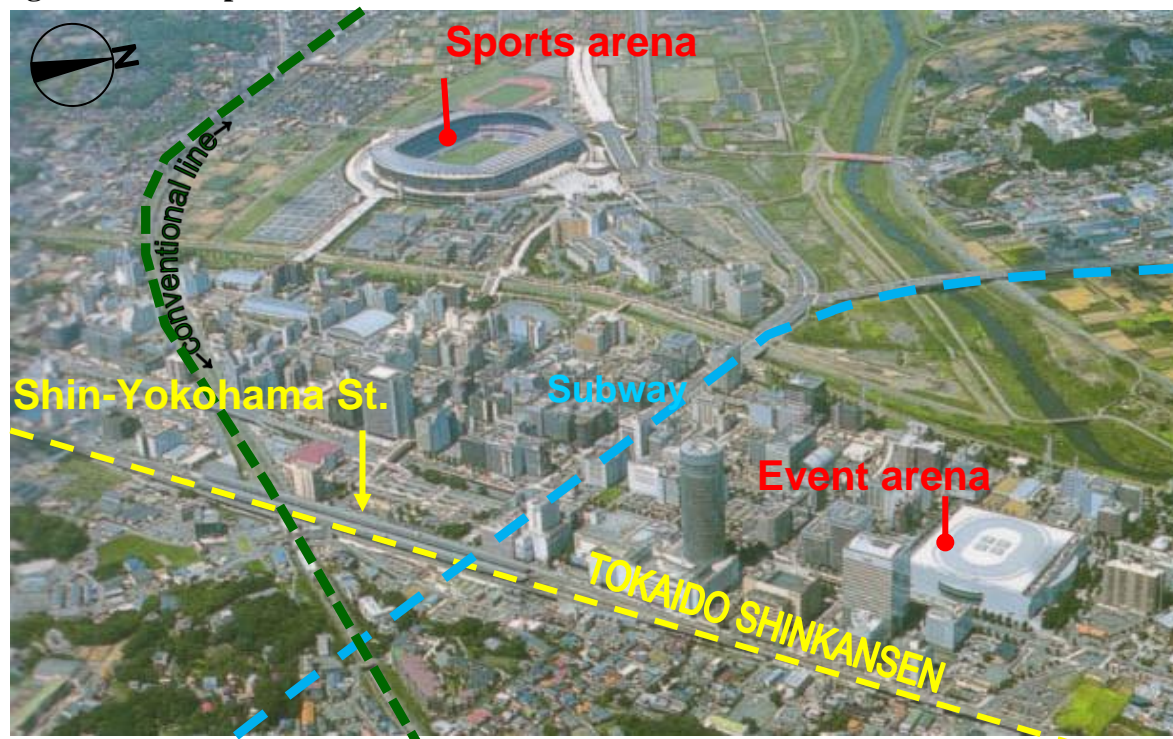 N
Sports arena
←Conventional line→
Shin-Yokohama St.
Subway
Event arena
TOKAIDO SHINKANSEN